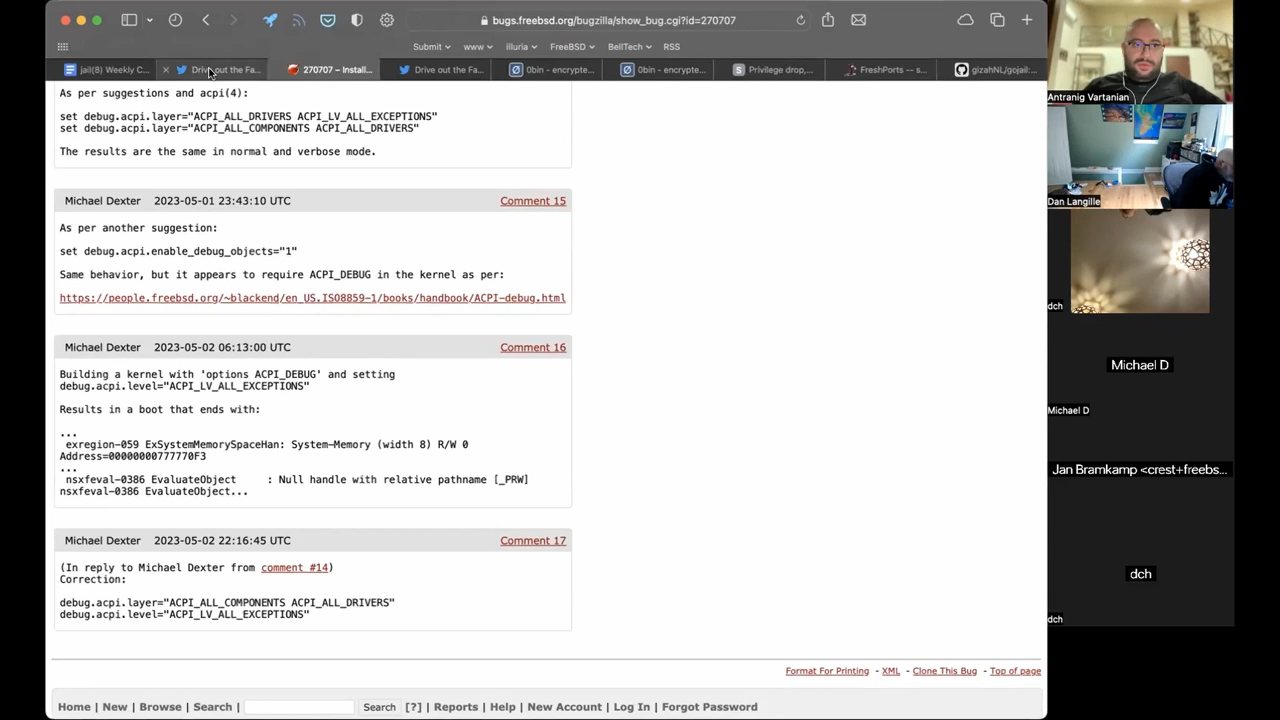 bugs.freebsd.org/bugzilla/show_bug.cgi?id=270707
Submit www illuria FreeBSD BellTech RSS
jail(8) Weekly C... Drive out the Fa... 270707 – Install... Drive out the Fa... 0bin - encrypte... 0bin - encrypte... Privilege drop,... FreshPorts -- s... gizahNL/gojail:...
As per suggestions and acpi(4):
set debug.acpi.layer="ACPI_ALL_DRIVERS ACPI_LV_ALL_EXCEPTIONS"
set debug.acpi.layer="ACPI_ALL_COMPONENTS ACPI_ALL_DRIVERS"
The results are the same in normal and verbose mode.
Michael Dexter 2023-05-01 23:43:10 UTC Comment 15
As per another suggestion:
set debug.acpi.enable_debug_objects="1"
Same behavior, but it appears to require ACPI_DEBUG in the kernel as per:
https://people.freebsd.org/~blackend/en_US.ISO8859-1/books/handbook/ACPI-debug.html
Michael Dexter 2023-05-02 06:13:00 UTC Comment 16
Building a kernel with 'options ACPI_DEBUG' and setting
debug.acpi.level="ACPI_LV_ALL_EXCEPTIONS"
Results in a boot that ends with:
...
exregion-059 ExSystemMemorySpaceHan: System-Memory (width 8) R/W 0
Address=00000000777770F3
...
nsxfeval-0386 EvaluateObject : Null handle with relative pathname [_PRW]
nsxfeval-0386 EvaluateObject...
Michael Dexter 2023-05-02 22:16:45 UTC Comment 17
(In reply to Michael Dexter from comment #14)
Correction:
debug.acpi.layer="ACPI_ALL_COMPONENTS ACPI_ALL_DRIVERS"
debug.acpi.level="ACPI_LV_ALL_EXCEPTIONS"
Format For Printing - XML - Clone This Bug - Top of page
Home | New | Browse | Search | Search [?] | Reports | Help | New Account | Log In | Forgot Password
Antranig Vartanian
Dan Langille
dch
Michael D
Michael D
Jan Bramkamp <crest+freebs...
dch
dch